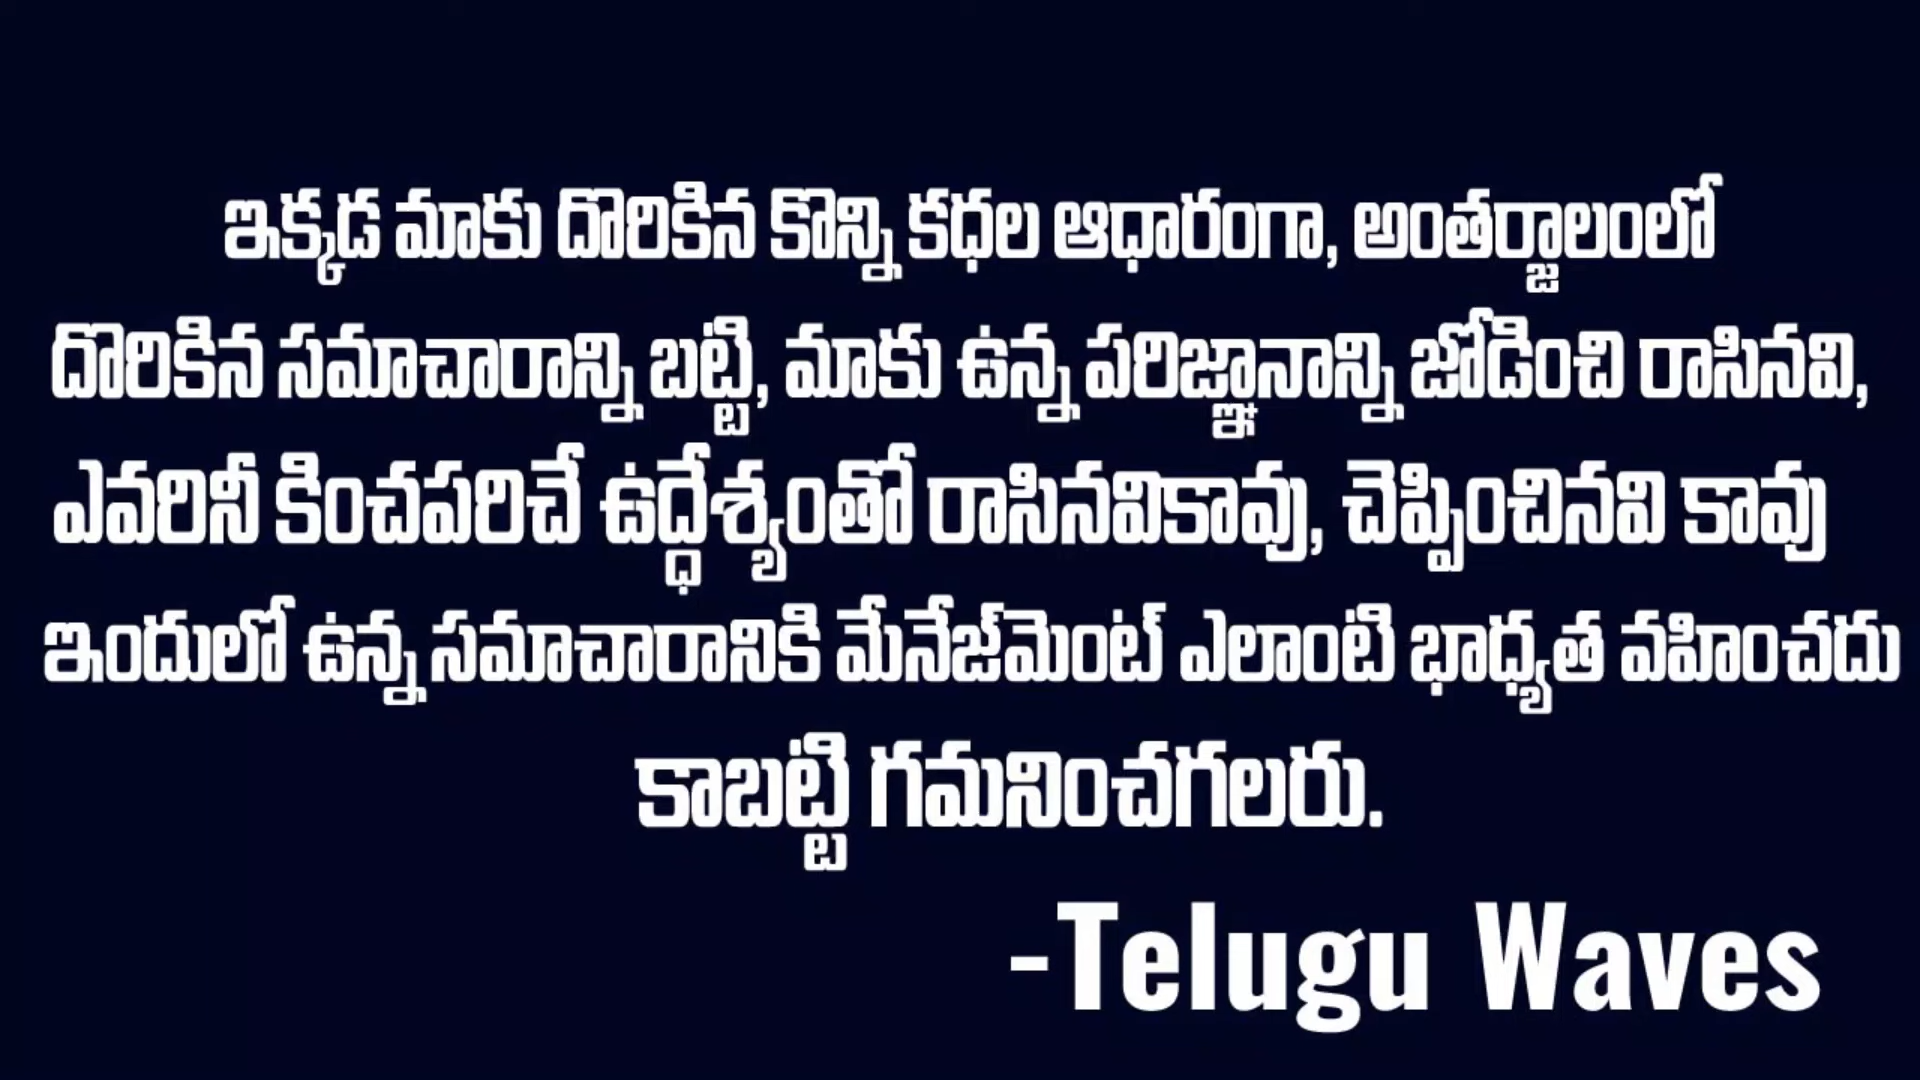 ఇక్కడ మాకు దొరికిన కొన్ని కధల ఆధారంగా, అంతర్జాలంలో
దొరికిన సమాచారాన్ని బట్టి, మాకు ఉన్న పరిజ్ఞానాన్ని జోడించి రాసినవి,
ఎవరినీ కించపరిచే ఉద్ధేశ్యంతో రాసినవికావు, చెప్పించినవి కావు
ఇందులో ఉన్న సమాచారానికి మేనేజ్‌మెంట్ ఎలాంటి భాధ్యత వహించదు
కాబట్టి గమనించగలరు.
-Telugu Waves